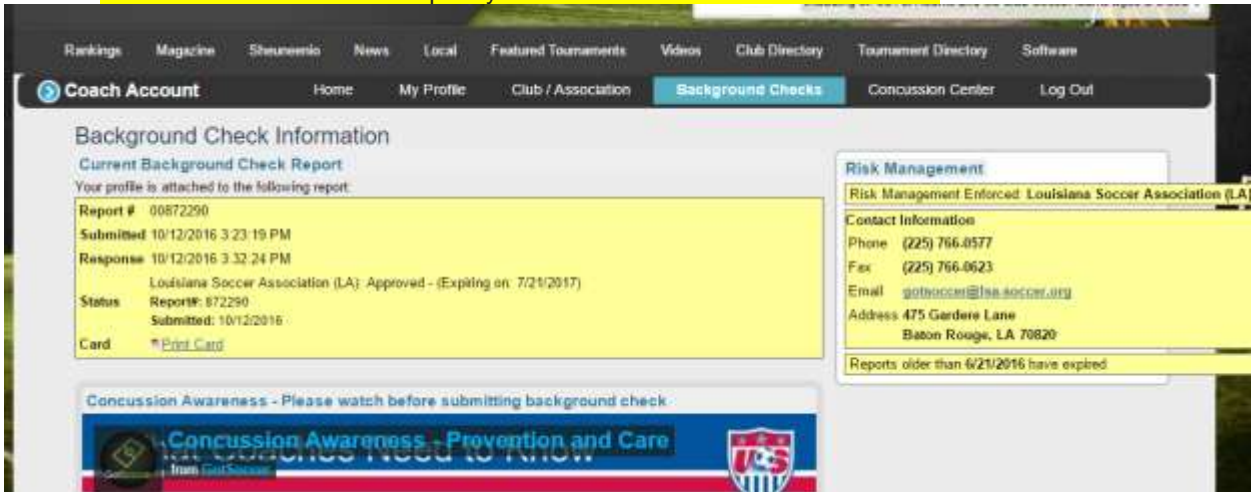 Rankings Magazine Sheuneemio News Local Featured Tournaments Videos Club Directory Tournament Directory Software
Coach Account Home My Profile Club / Association Background Checks Concussion Center Log Out
Background Check Information
Current Background Check Report
Your profile is attached to the following report:
Report # 00872290
Submitted 10/12/2016 3:23:19 PM
Response 10/12/2016 3:32:24 PM
Louisiana Soccer Association (LA): Approved - (Expiring on: 7/21/2017)
Status Report#: 872290
Submitted: 10/12/2016
Card Print Card
Risk Management
Risk Management Enforced: Louisiana Soccer Association (LA)
Contact Information
Phone (225) 766-0577
Fax (225) 766-0623
Email gotsoccer@lsa-soccer.org
Address 475 Gardere Lane
Baton Rouge, LA 70820
Reports older than 6/21/2016 have expired
Concussion Awareness - Please watch before submitting background check
Concussion Awareness - Prevention and Care
What Coaches Need to Know
from GotSoccer
US